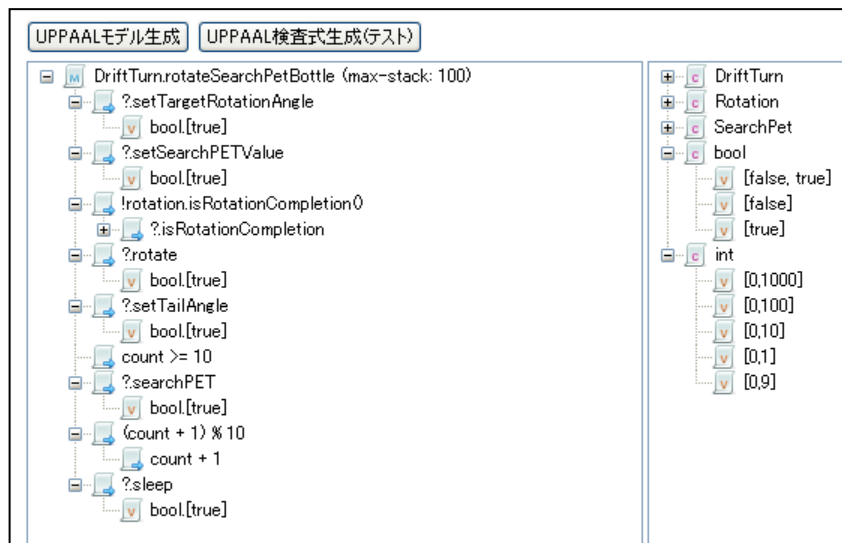 UPPAALモデル生成 UPPAAL検査式生成(テスト)
M DriftTurn.rotateSearchPetBottle (max-stack: 100)
?.setTargetRotationAngle
v bool.[true]
?.setSearchPETValue
v bool.[true]
!rotation.isRotationCompletion()
?.isRotationCompletion
?.rotate
v bool.[true]
?.setTailAngle
v bool.[true]
count >= 10
?.searchPET
v bool.[true]
(count + 1) % 10
count + 1
?.sleep
v bool.[true]
c DriftTurn
c Rotation
c SearchPet
c bool
v [false, true]
v [false]
v [true]
c int
v [0,1000]
v [0,100]
v [0,10]
v [0,1]
v [0,9]